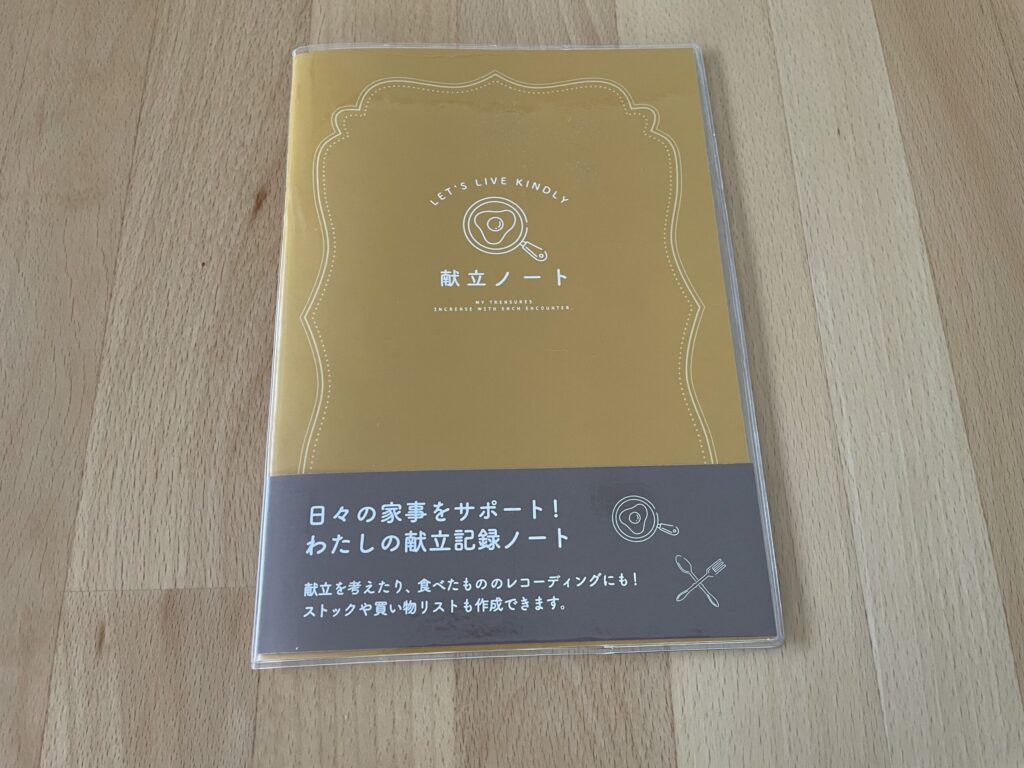 LET'S LIVE KINDLY
献立ノート
MY TREASURES
INCREASE WITH EACH ENCOUNTER.
日々の家事をサポート!
わたしの献立記録ノート
献立を考えたり、食べたもののレコーディングにも!
ストックや買い物リストも作成できます。